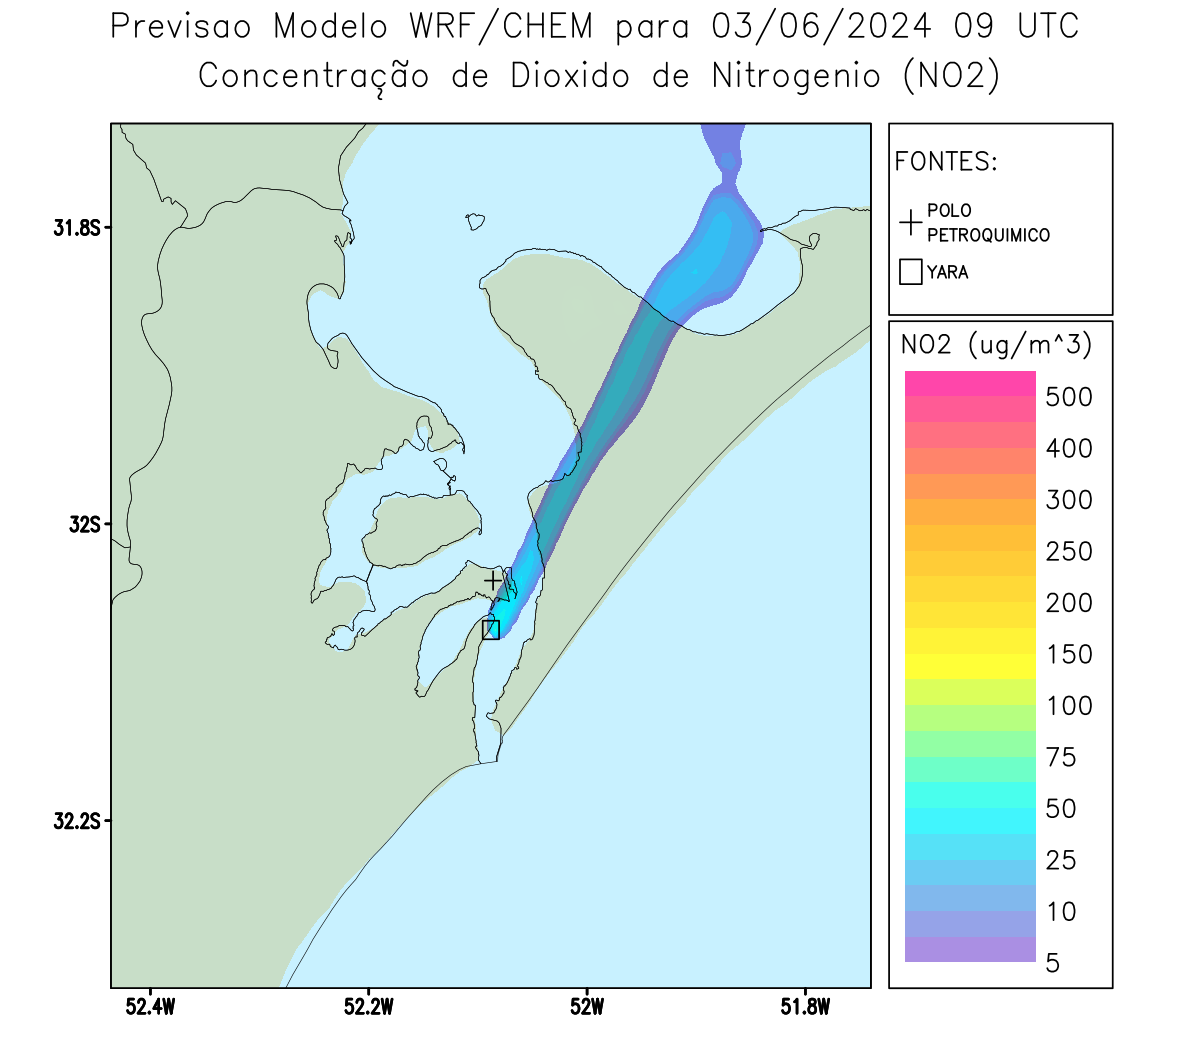 Previsao Modelo WRF/CHEM para 03/06/2024 09 UTC
Concentração de Dioxido de Nitrogenio (NO2)
FONTES:
POLO
PETROQUIMICO
YARA
NO2 (ug/m^3)
500
400
300
250
200
150
100
75
50
25
10
5
31.8S
32S
32.2S
52.4W
52.2W
52W
51.8W